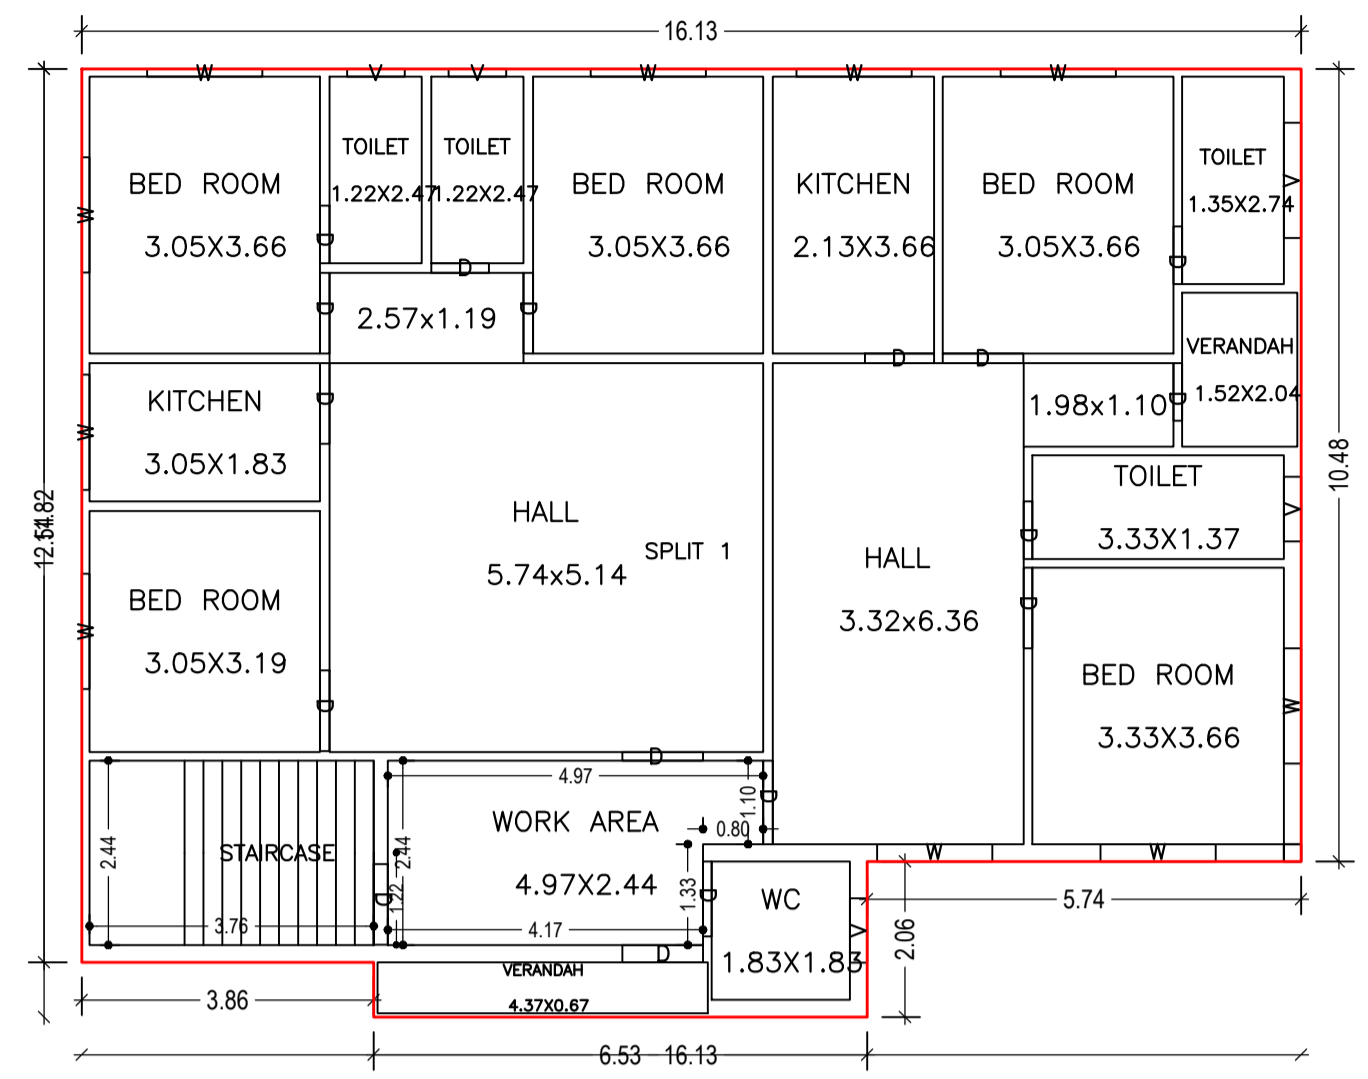 16.13
W
V
V
W
W
W
BED ROOM
3.05X3.66
TOILET
1.22X2.47
TOILET
1.22X2.47
BED ROOM
3.05X3.66
KITCHEN
2.13X3.66
BED ROOM
3.05X3.66
TOILET
1.35X2.74
V
W
D
D
D
D
D
2.57x1.19
D
D
VERANDAH
1.52X2.04
KITCHEN
3.05X1.83
W
D
1.98x1.10
D
10.48
TOILET
3.33X1.37
V
D
HALL
5.74x5.14
SPLIT 1
HALL
3.32x6.36
D
BED ROOM
3.05X3.19
W
D
BED ROOM
3.33X3.66
W
D
4.97
D
1.10
0.80
STAIRCASE
2.44
3.76
WORK AREA
4.97X2.44
2.44
1.22
D
4.17
1.33
D
D
W
W
WC
1.83X1.83
V
2.06
5.74
VERANDAH
4.37X0.67
3.86
6.53
16.13